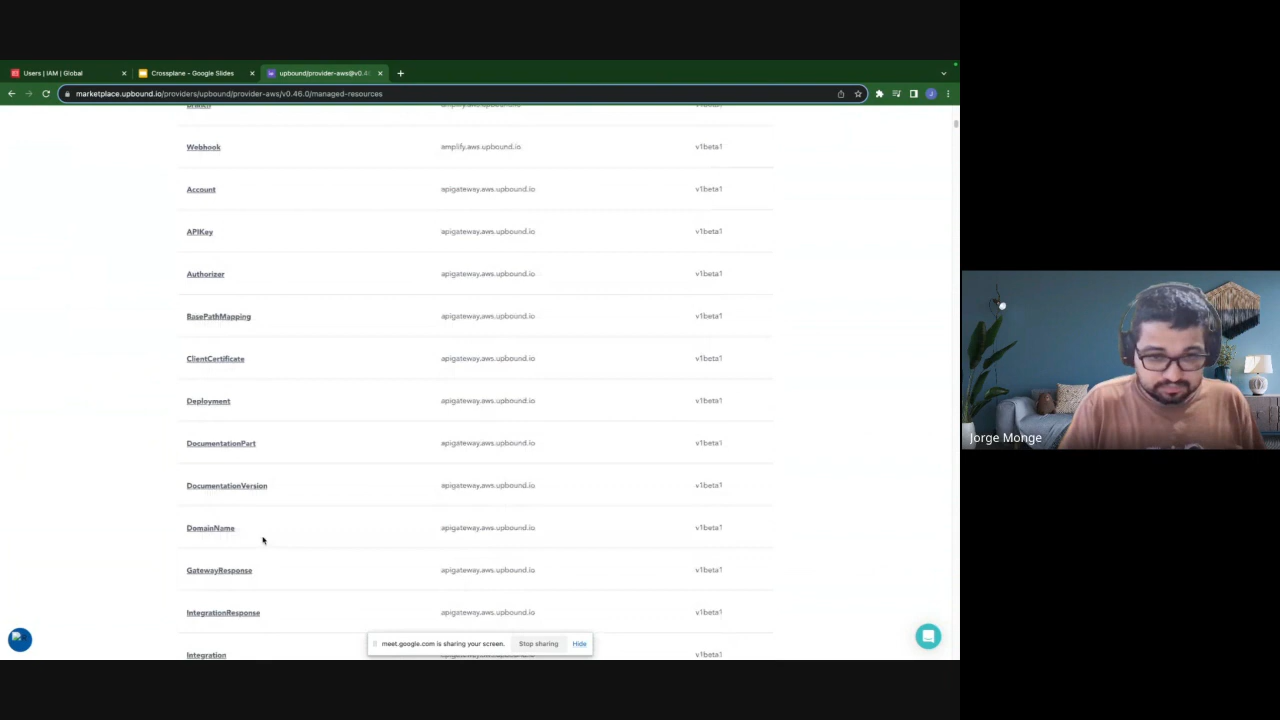 Users | IAM | Global
Crossplane - Google Slides
upbound/provider-aws@v0.4
marketplace.upbound.io/providers/upbound/provider-aws/v0.46.0/managed-resources
J
Branch
Webhook amplify.aws.upbound.io v1beta1
Account apigateway.aws.upbound.io v1beta1
APIKey apigateway.aws.upbound.io v1beta1
Authorizer apigateway.aws.upbound.io v1beta1
BasePathMapping apigateway.aws.upbound.io v1beta1
ClientCertificate apigateway.aws.upbound.io v1beta1
Deployment apigateway.aws.upbound.io v1beta1
DocumentationPart apigateway.aws.upbound.io v1beta1
DocumentationVersion apigateway.aws.upbound.io v1beta1
DomainName apigateway.aws.upbound.io v1beta1
GatewayResponse apigateway.aws.upbound.io v1beta1
IntegrationResponse apigateway.aws.upbound.io v1beta1
Integration apigateway.aws.upbound.io v1beta1
meet.google.com is sharing your screen. Stop sharing Hide
Jorge Monge